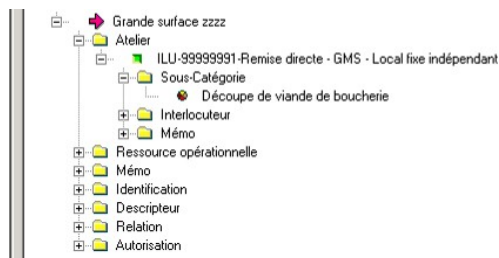 Grande surface zzzz
Atelier
ILU-99999991-Remise directe - GMS - Local fixe indépendant
Sous-Catégorie
Découpe de viande de boucherie
Interlocuteur
Mémo
Ressource opérationnelle
Mémo
Identification
Descripteur
Relation
Autorisation